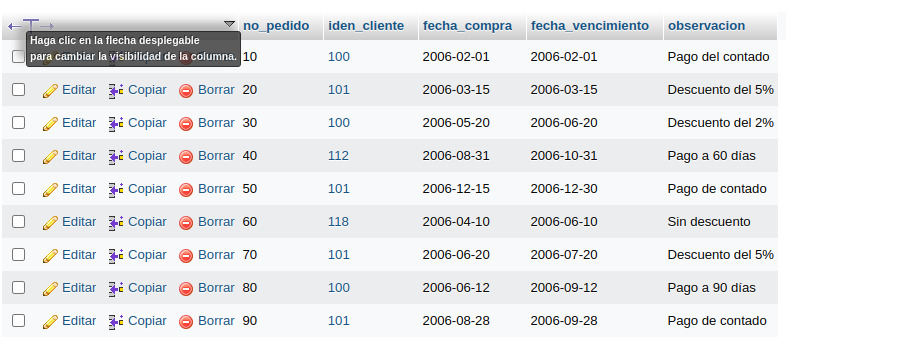 no_pedido iden_cliente fecha_compra fecha_vencimiento observacion
Haga clic en la flecha desplegable
para cambiar la visibilidad de la columna.
10 100 2006-02-01 2006-02-01 Pago del contado
Editar Copiar Borrar 20 101 2006-03-15 2006-03-15 Descuento del 5%
Editar Copiar Borrar 30 100 2006-05-20 2006-06-20 Descuento del 2%
Editar Copiar Borrar 40 112 2006-08-31 2006-10-31 Pago a 60 días
Editar Copiar Borrar 50 101 2006-12-15 2006-12-30 Pago de contado
Editar Copiar Borrar 60 118 2006-04-10 2006-06-10 Sin descuento
Editar Copiar Borrar 70 101 2006-06-20 2006-07-20 Descuento del 5%
Editar Copiar Borrar 80 100 2006-06-12 2006-09-12 Pago a 90 días
Editar Copiar Borrar 90 101 2006-08-28 2006-09-28 Pago de contado